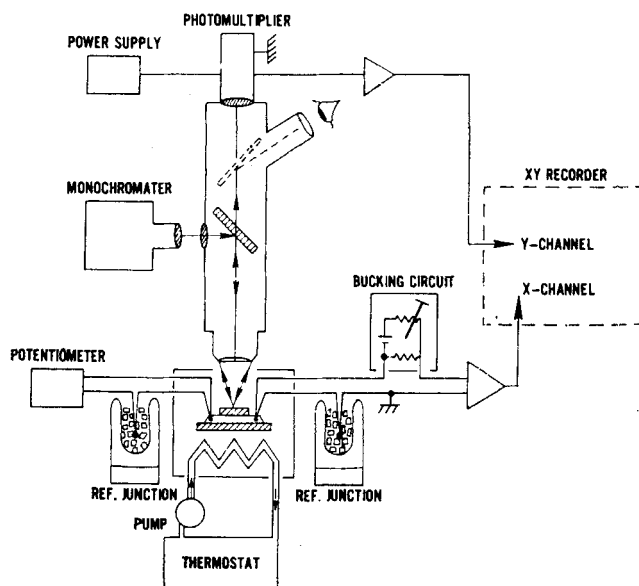 PHOTOMULTIPLIER
POWER SUPPLY
XY RECORDER
MONOCHROMATER
Y-CHANNEL
BUCKING CIRCUIT
X-CHANNEL
POTENTIOMETER
REF. JUNCTION
REF. JUNCTION
PUMP
THERMOSTAT